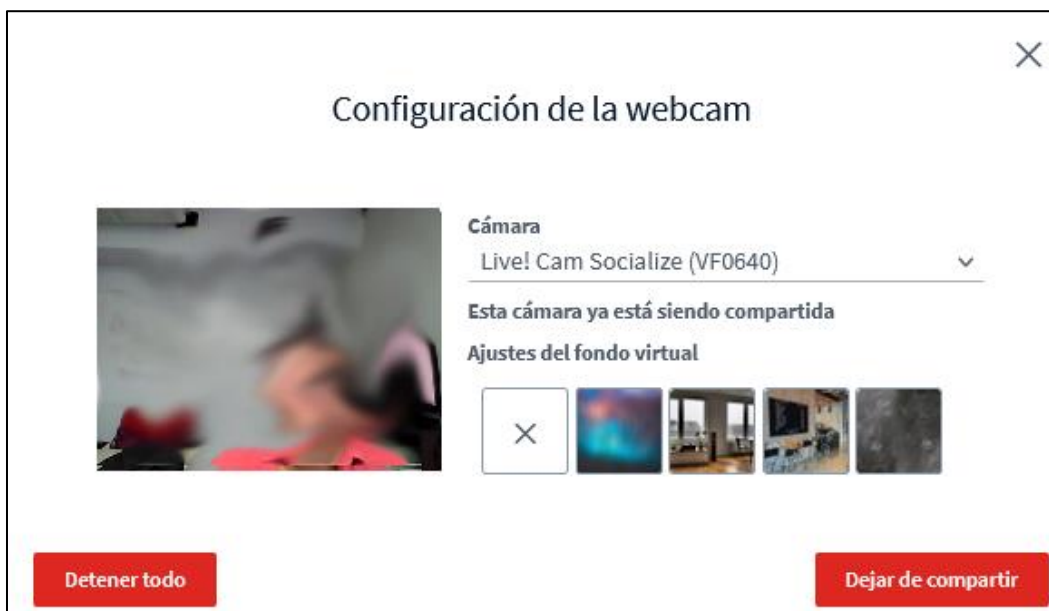 Configuración de la webcam
Cámara
Live! Cam Socialize (VF0640)
Esta cámara ya está siendo compartida
Ajustes del fondo virtual
Detener todo
Dejar de compartir